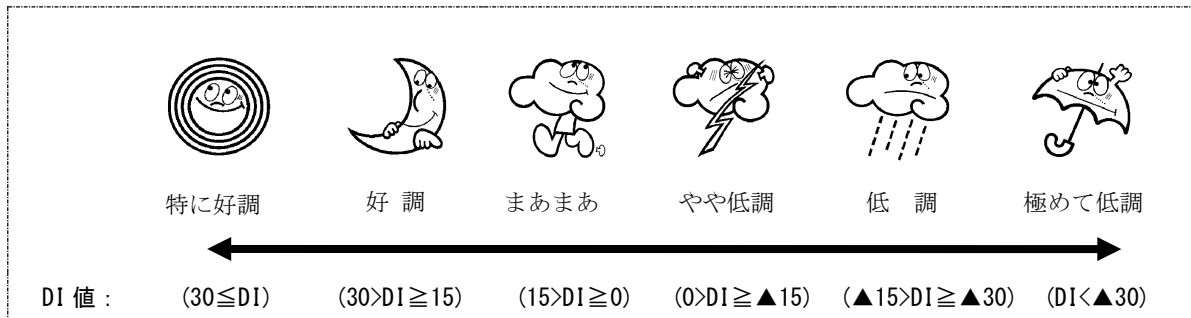 特に好調 好 調 まあまあ やや低調 低 調 極めて低調
DI 値： (30≦DI) (30>DI≧15) (15>DI≧0) (0>DI≧▲15) (▲15>DI≧▲30) (DI<▲30)